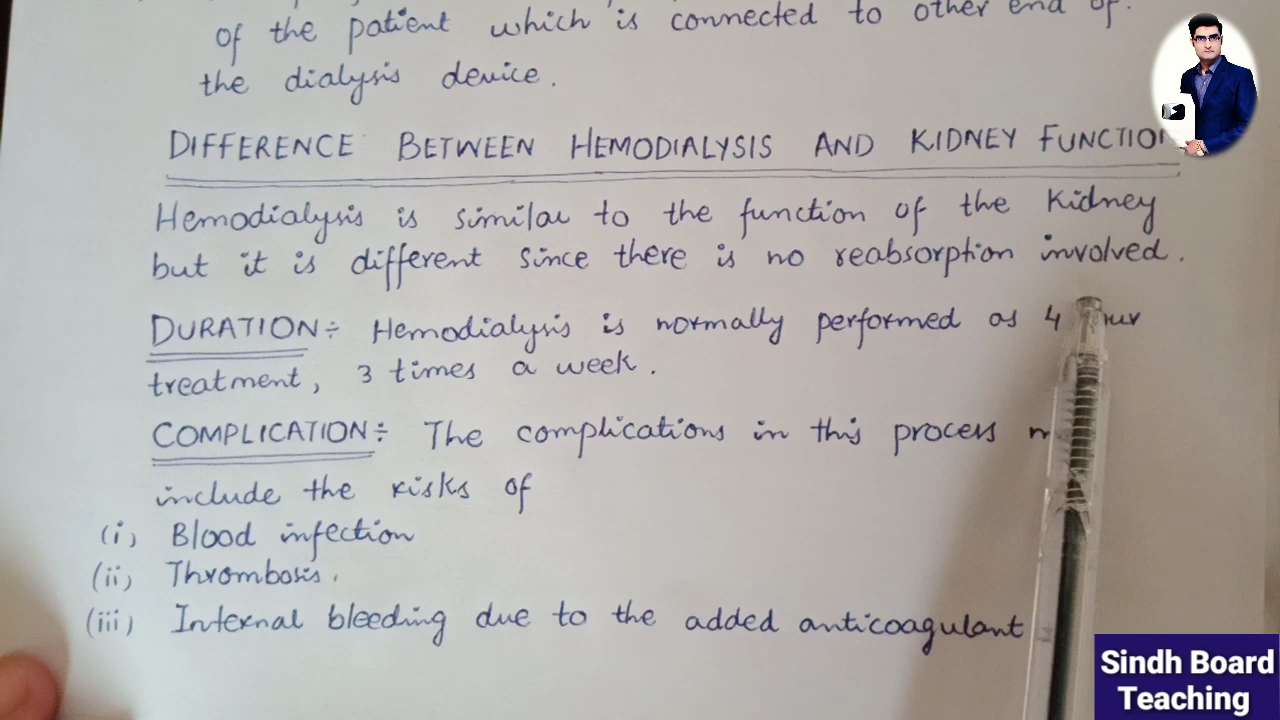 of the patient which is connected to other end of
the dialysis device.
DIFFERENCE BETWEEN HEMODIALYSIS AND KIDNEY FUNCTION
Hemodialysis is similar to the function of the Kidney
but it is different since there is no reabsorption involved.
DURATION:- Hemodialysis is normally performed as 4
treatment, 3 times a week.
COMPLICATION:- The complications in this process
include the risks of
(i) Blood infection
(ii) Thrombosis.
(iii) Internal bleeding due to the added anticoagulant
Sindh Board
Teaching